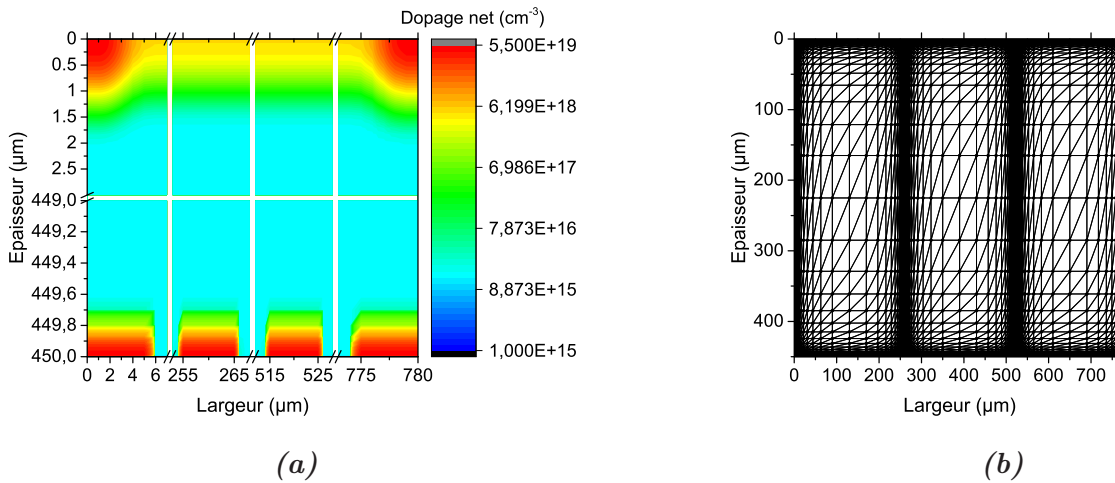 Dopage net (cm-3)
0
0.5
1
1.5
2
2.5
449.0
449,2
449,4
449.6
449.8
450.0
Epaisseur (µm)
0 2 4 6 255 265 515 525 775 780
Largeur (µm)
5,500E+19
6,199E+18
6,986E+17
7,873E+16
8,873E+15
1,000E+15
(a)
0
100
200
300
400
Epaisseur (µm)
0 100 200 300 400 500 600 700
Largeur (µm)
(b)